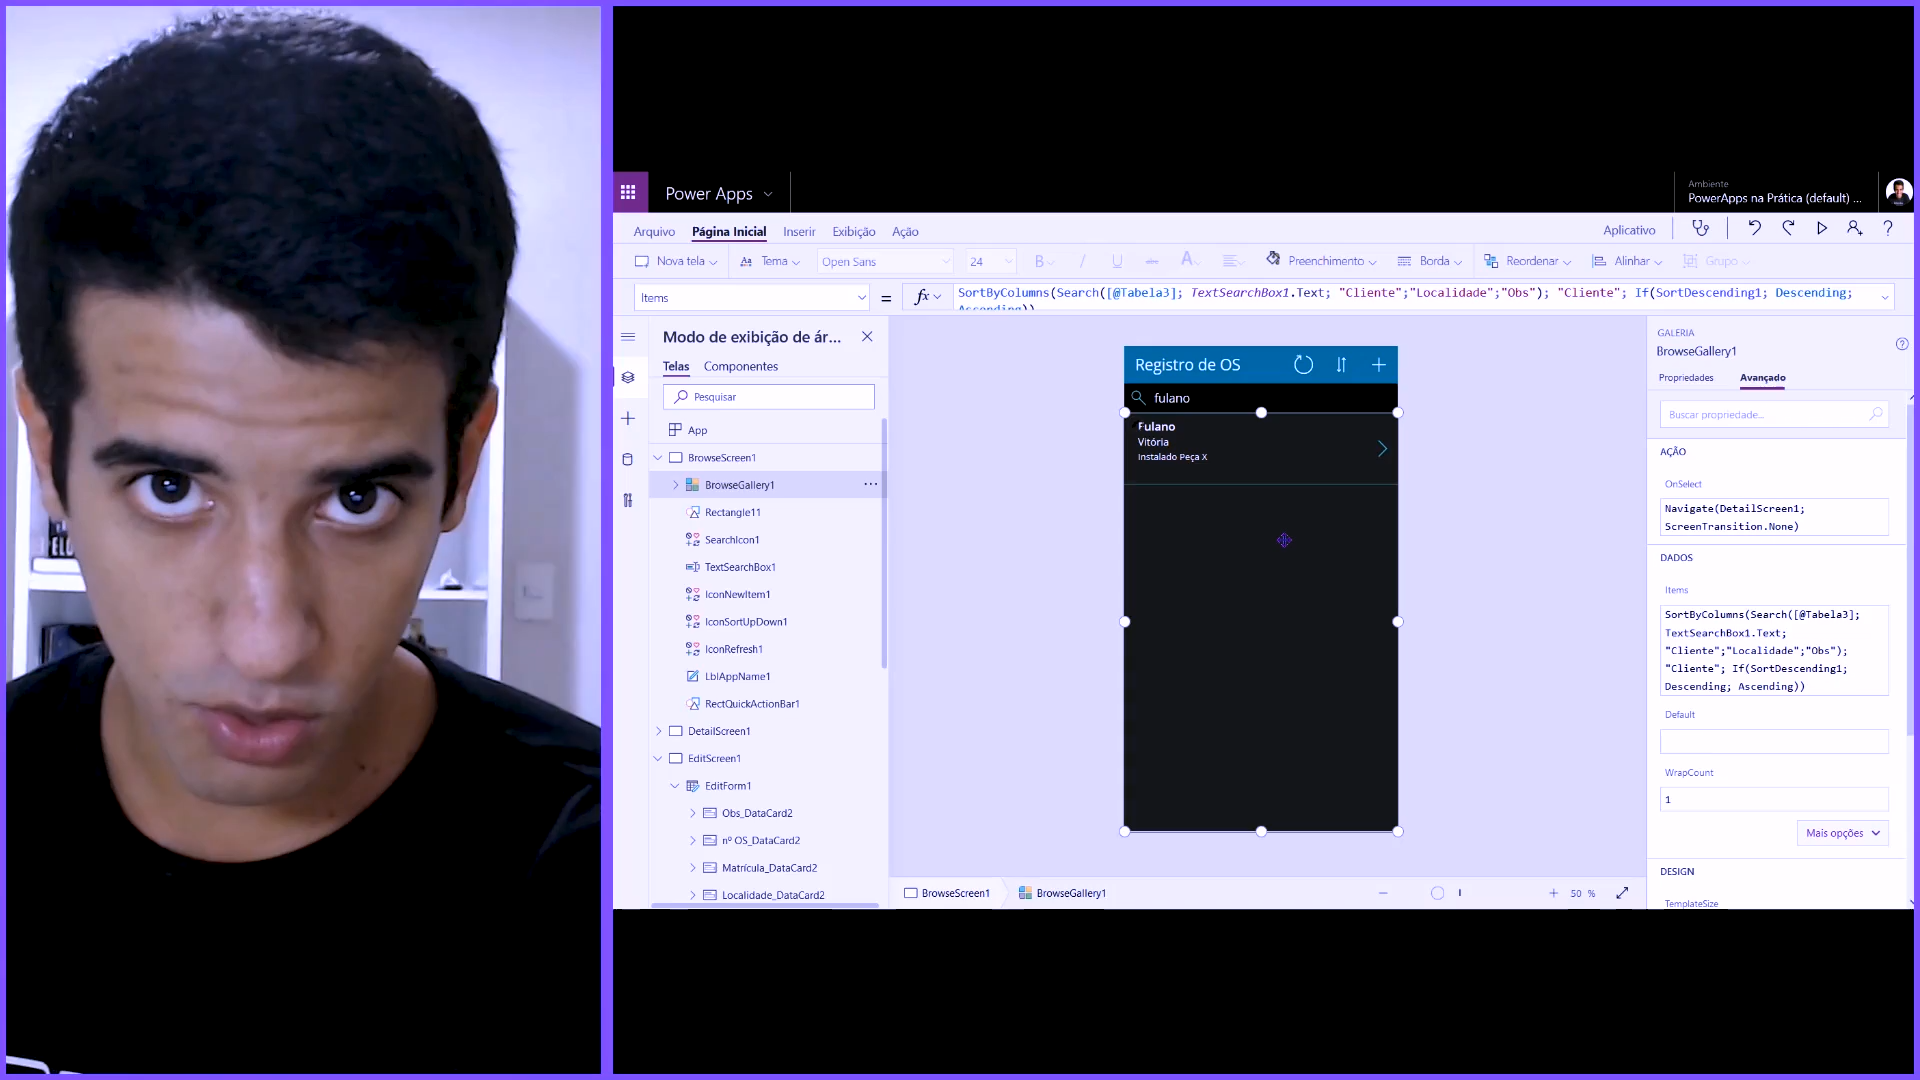 Power Apps
Ambiente
PowerApps na Prática (default) ...
Arquivo Página Inicial Inserir Exibição Ação Aplicativo
Nova tela Tema Open Sans 24 B / U abc A Preenchimento Borda Reordenar Alinhar Grupo
Items = fx SortByColumns(Search([@Tabela3]; TextSearchBox1.Text; "Cliente";"Localidade";"Obs"); "Cliente"; If(SortDescending1; Descending;
Ascending))
Modo de exibição de ár...
Telas Componentes
Pesquisar
App
BrowseScreen1
BrowseGallery1 ...
Rectangle11
SearchIcon1
TextSearchBox1
IconNewItem1
IconSortUpDown1
IconRefresh1
LblAppName1
RectQuickActionBar1
DetailScreen1
EditScreen1
EditForm1
Obs_DataCard2
nº OS_DataCard2
Matrícula_DataCard2
Localidade_DataCard2
Registro de OS
fulano
Fulano
Vitória
Instalado Peça X
BrowseScreen1 BrowseGallery1
50 %
GALERIA
BrowseGallery1
Propriedades Avançado
Buscar propriedade...
AÇÃO
OnSelect
Navigate(DetailScreen1;
ScreenTransition.None)
DADOS
Items
SortByColumns(Search([@Tabela3];
TextSearchBox1.Text;
"Cliente";"Localidade";"Obs");
"Cliente"; If(SortDescending1;
Descending; Ascending))
Default
WrapCount
1
Mais opções
DESIGN
TemplateSize